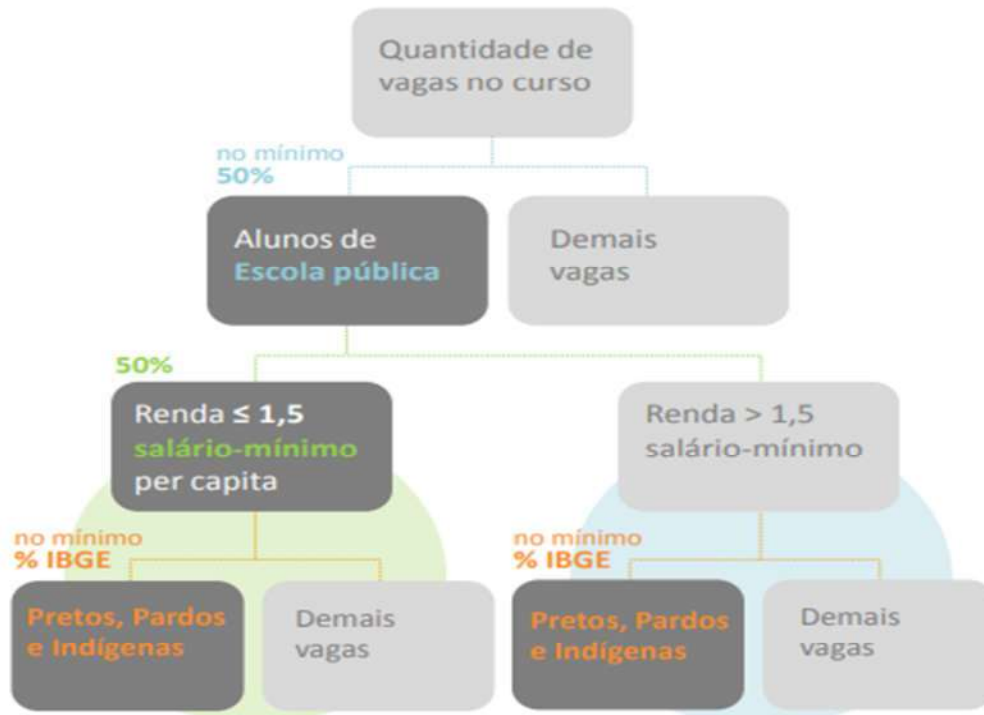 Quantidade de
vagas no curso
no mínimo
50%
Alunos de
Escola pública
Demais
vagas
50%
Renda ≤ 1,5
salário-mínimo
per capita
Renda > 1,5
salário-mínimo
no mínimo
% IBGE
Pretos, Pardos
e Indígenas
Demais
vagas
no mínimo
% IBGE
Pretos, Pardos
e Indígenas
Demais
vagas